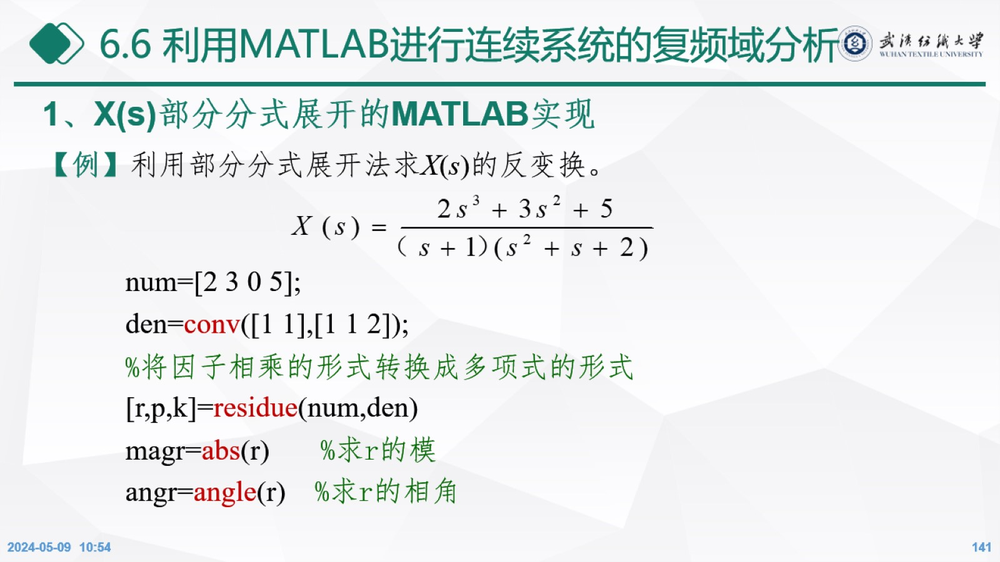 6.6 利用MATLAB进行连续系统的复频域分析
武汉纺织大学
WUHAN TEXTILE UNIVERSITY
1、X(s)部分分式展开的MATLAB实现
【例】利用部分分式展开法求X(s)的反变换。
X(s) = (2s³ + 3s² + 5) / ((s + 1)(s² + s + 2))
num=[2 3 0 5];
den=conv([1 1],[1 1 2]);
%将因子相乘的形式转换成多项式的形式
[r,p,k]=residue(num,den)
magr=abs(r) %求r的模
angr=angle(r) %求r的相角
2024-05-09 10:54
141